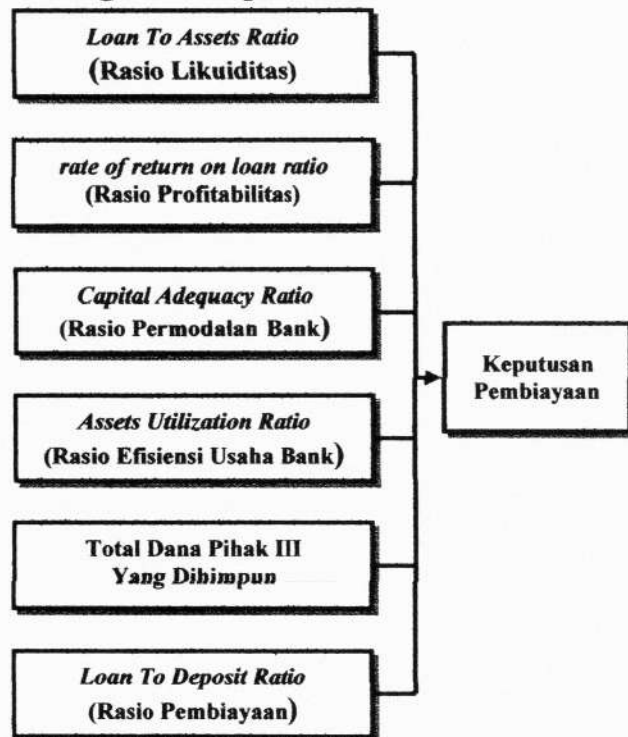 Loan To Assets Ratio
(Rasio Likuiditas)
rate of return on loan ratio
(Rasio Profitabilitas)
Capital Adequacy Ratio
(Rasio Permodalan Bank)
Assets Utilization Ratio
(Rasio Efisiensi Usaha Bank)
Total Dana Pihak III
Yang Dihimpun
Loan To Deposit Ratio
(Rasio Pembiayaan)
Keputusan
Pembiayaan